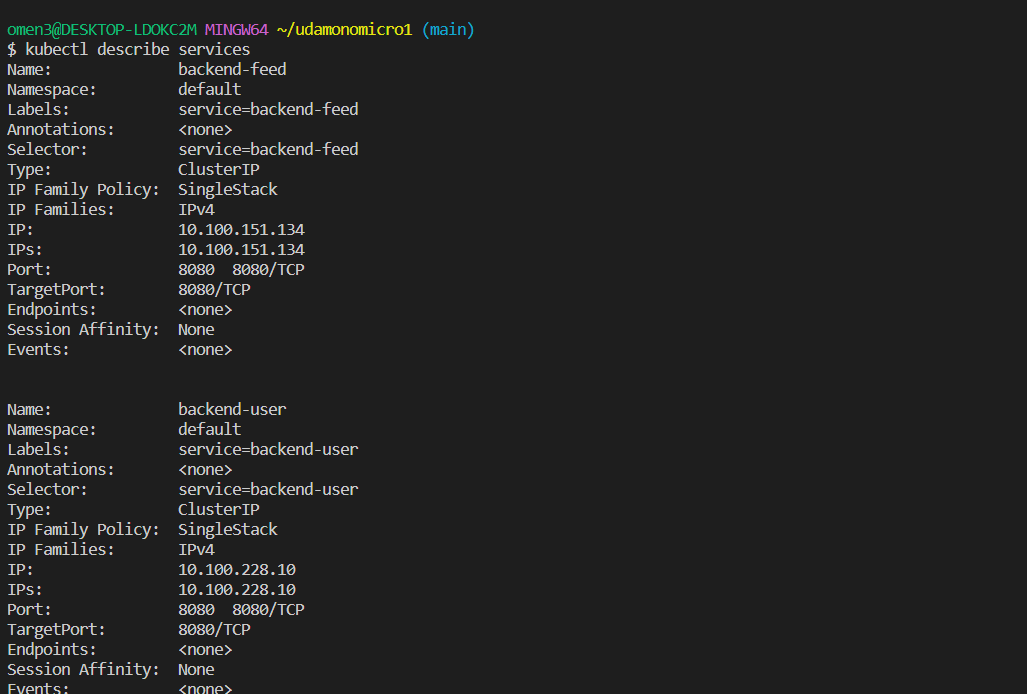 omen3@DESKTOP-LDOKC2M MINGW64 ~/udamonomicro1 (main)
$ kubectl describe services
Name:              backend-feed
Namespace:         default
Labels:            service=backend-feed
Annotations:       <none>
Selector:          service=backend-feed
Type:              ClusterIP
IP Family Policy:  SingleStack
IP Families:       IPv4
IP:                10.100.151.134
IPs:               10.100.151.134
Port:              8080  8080/TCP
TargetPort:        8080/TCP
Endpoints:         <none>
Session Affinity:  None
Events:            <none>
Name:              backend-user
Namespace:         default
Labels:            service=backend-user
Annotations:       <none>
Selector:          service=backend-user
Type:              ClusterIP
IP Family Policy:  SingleStack
IP Families:       IPv4
IP:                10.100.228.10
IPs:               10.100.228.10
Port:              8080  8080/TCP
TargetPort:        8080/TCP
Endpoints:         <none>
Session Affinity:  None
Events:            <none>